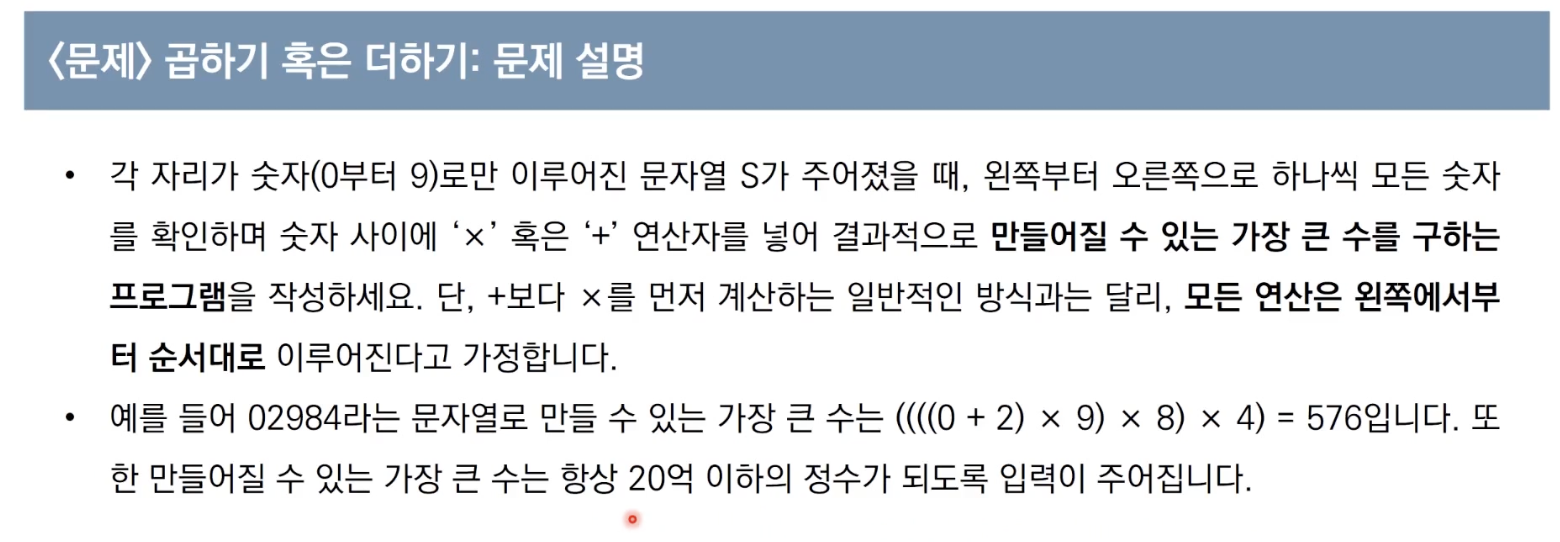 <문제> 곱하기 혹은 더하기: 문제 설명
• 각 자리가 숫자(0부터 9)로만 이루어진 문자열 S가 주어졌을 때, 왼쪽부터 오른쪽으로 하나씩 모든 숫자
를 확인하며 숫자 사이에 ‘×’ 혹은 ‘+’ 연산자를 넣어 결과적으로 만들어질 수 있는 가장 큰 수를 구하는
프로그램을 작성하세요. 단, +보다 ×를 먼저 계산하는 일반적인 방식과는 달리, 모든 연산은 왼쪽에서부
터 순서대로 이루어진다고 가정합니다.
• 예를 들어 02984라는 문자열로 만들 수 있는 가장 큰 수는 ((((0 + 2) × 9) × 8) × 4) = 576입니다. 또
한 만들어질 수 있는 가장 큰 수는 항상 20억 이하의 정수가 되도록 입력이 주어집니다.